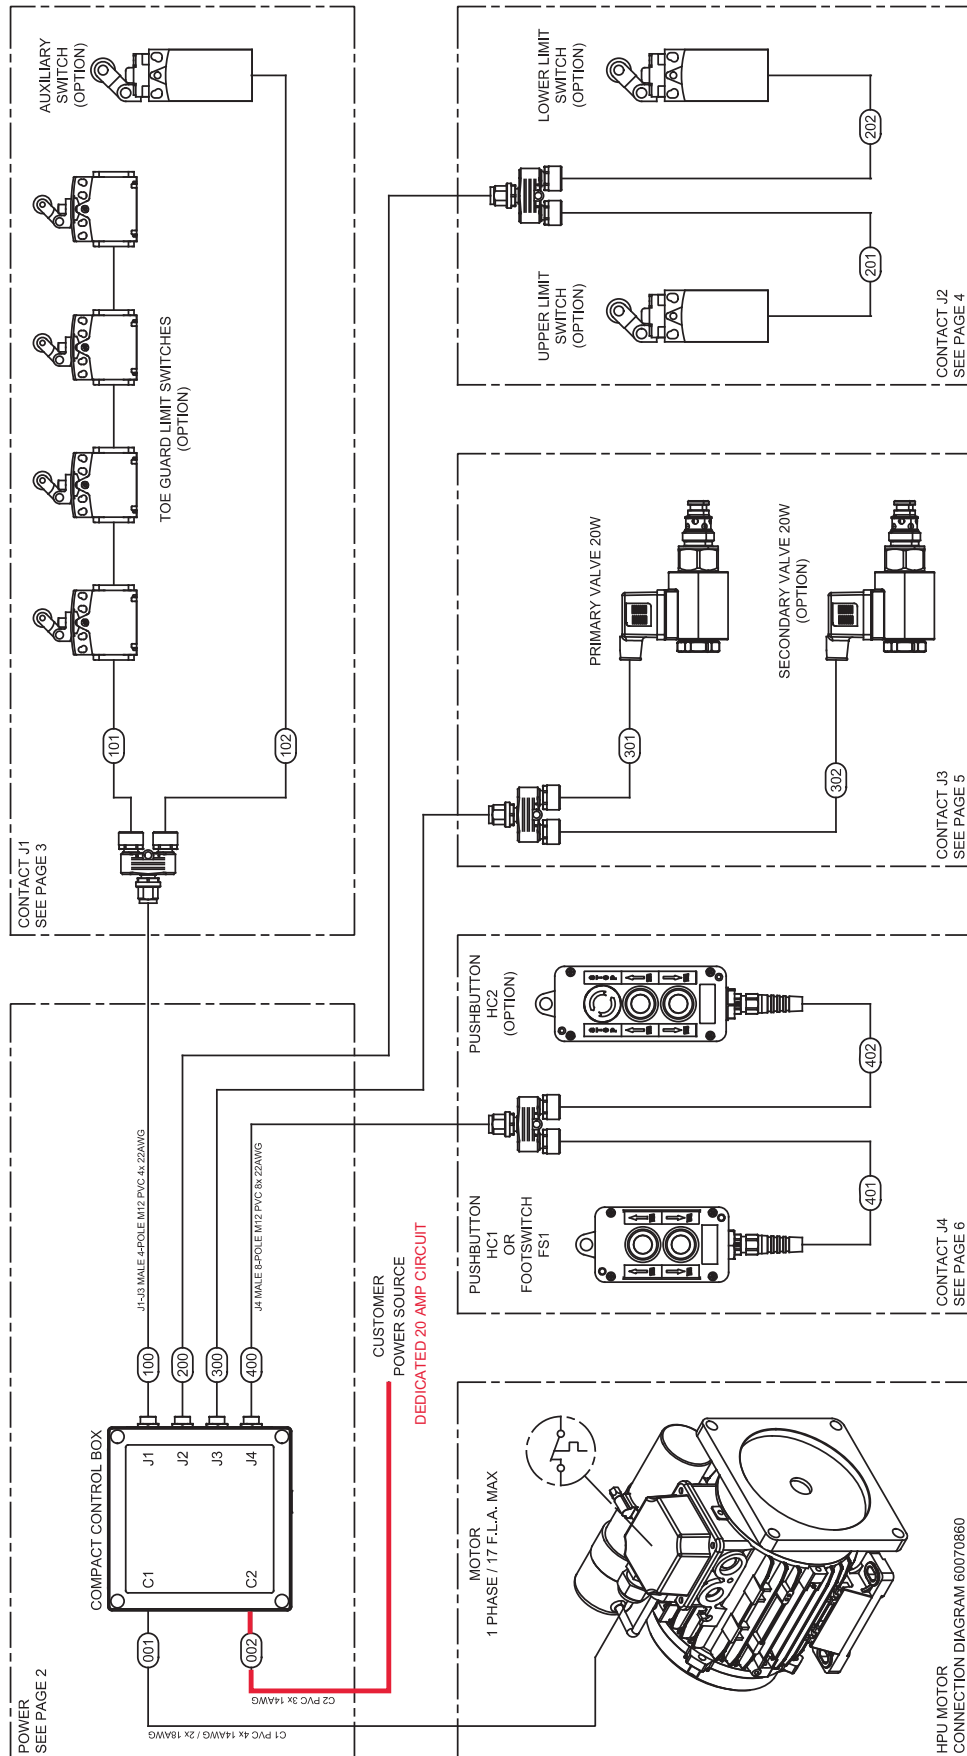 POWER
SEE PAGE 2
COMPACT CONTROL BOX
C1
C2
J1
J2
J3
J4
001
002
100
200
300
400
C1 PVC 4x 14AWG / 2x 18AWG
C2 PVC 3x 14AWG
J1-J3 MALE 4-POLE M12 PVC 4x 22AWG
J4 MALE 8-POLE M12 PVC 8x 22AWG
CUSTOMER
POWER SOURCE
DEDICATED 20 AMP CIRCUIT
CONTACT J1
SEE PAGE 3
101
102
TOE GUARD LIMIT SWITCHES
(OPTION)
AUXILIARY
SWITCH
(OPTION)
MOTOR
1 PHASE / 17 F.L.A. MAX
HPU MOTOR
CONNECTION DIAGRAM 60070860
PUSHBUTTON
HC1
OR
FOOTSWITCH
FS1
PUSHBUTTON
HC2
(OPTION)
STOP
STOP
401
402
CONTACT J4
SEE PAGE 6
PRIMARY VALVE 20W
SECONDARY VALVE 20W
(OPTION)
301
302
CONTACT J3
SEE PAGE 5
UPPER LIMIT
SWITCH
(OPTION)
LOWER LIMIT
SWITCH
(OPTION)
201
202
CONTACT J2
SEE PAGE 4